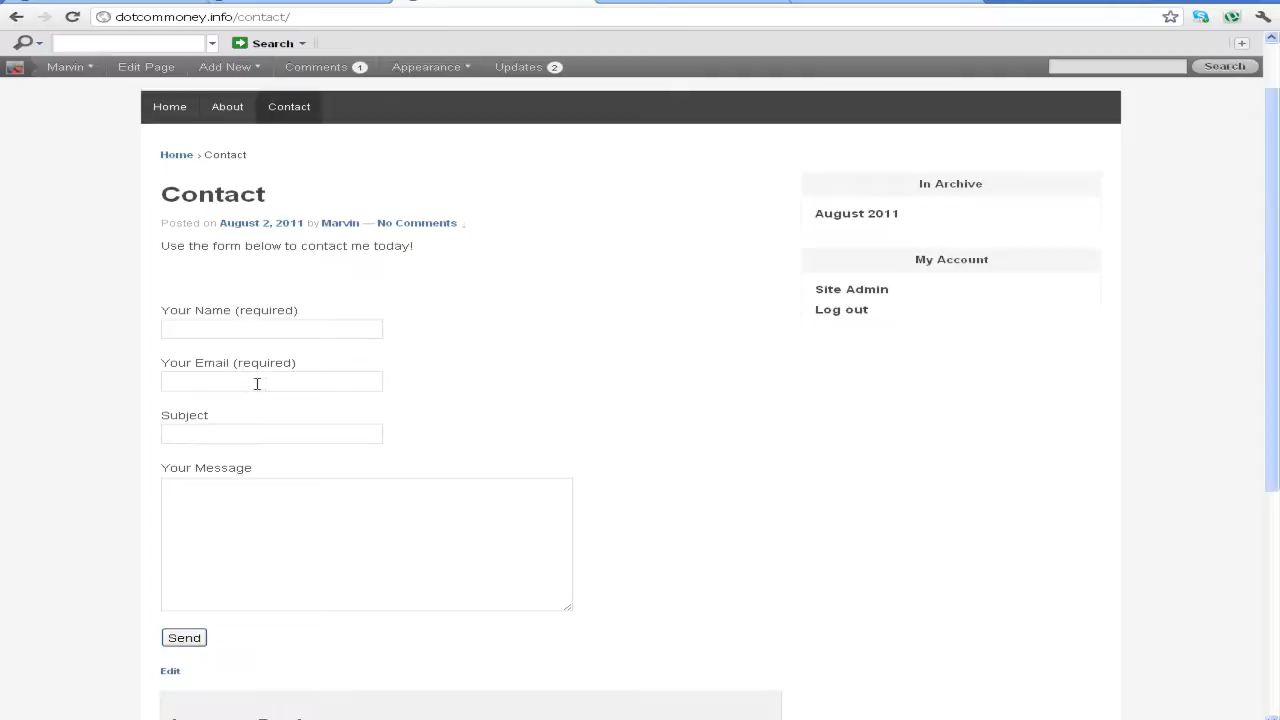 dotcommoney.info/contact/
Search
Marvin Edit Page Add New Comments 1 Appearance Updates 2 Search
Home About Contact
Home › Contact
Contact
Posted on August 2, 2011 by Marvin — No Comments ↓
Use the form below to contact me today!
Your Name (required)
Your Email (required)
Subject
Your Message
Send
Edit
In Archive
August 2011
My Account
Site Admin
Log out